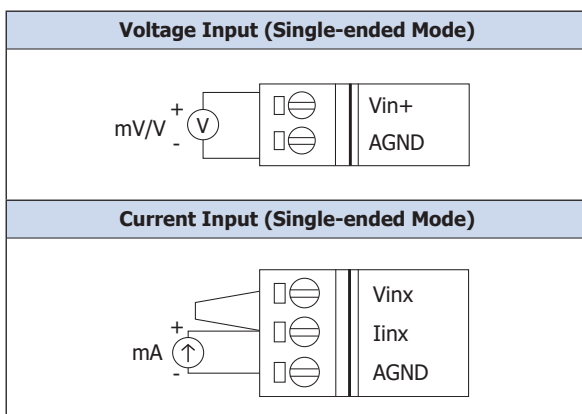 Voltage Input (Single-ended Mode)
mV/V
+
-
V
Vin+
AGND
Current Input (Single-ended Mode)
mA
+
-
Vinx
Iinx
AGND